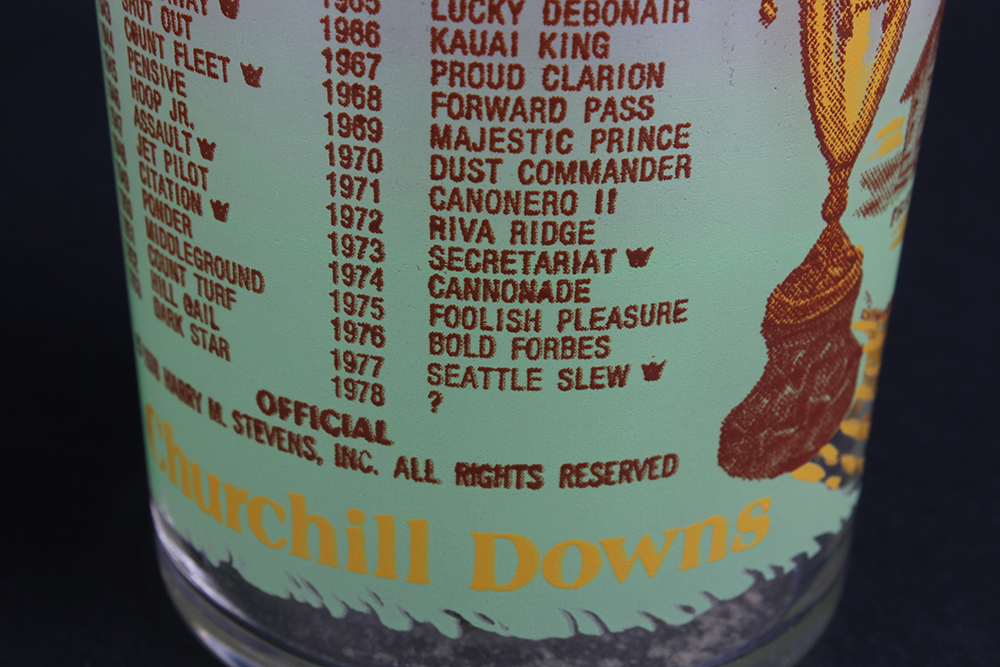 SHUT OUT
COUNT FLEET
PENSIVE
HOOP JR.
ASSAULT
JET PILOT
CITATION
PONDER
MIDDLEGROUND
COUNT TURF
HILL GAIL
DARK STAR
1965 LUCKY DEBONAIR
1966 KAUAI KING
1967 PROUD CLARION
1968 FORWARD PASS
1969 MAJESTIC PRINCE
1970 DUST COMMANDER
1971 CANONERO II
1972 RIVA RIDGE
1973 SECRETARIAT
1974 CANNONADE
1975 FOOLISH PLEASURE
1976 BOLD FORBES
1977 SEATTLE SLEW
1978 ?
OFFICIAL
HARRY M. STEVENS, INC. ALL RIGHTS RESERVED
Churchill Downs